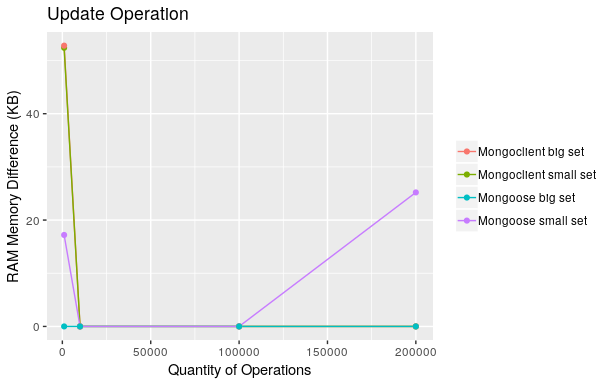 Update Operation
RAM Memory Difference (KB)
40
20
0
0 50000 100000 150000 200000
Quantity of Operations
Mongoclient big set
Mongoclient small set
Mongoose big set
Mongoose small set